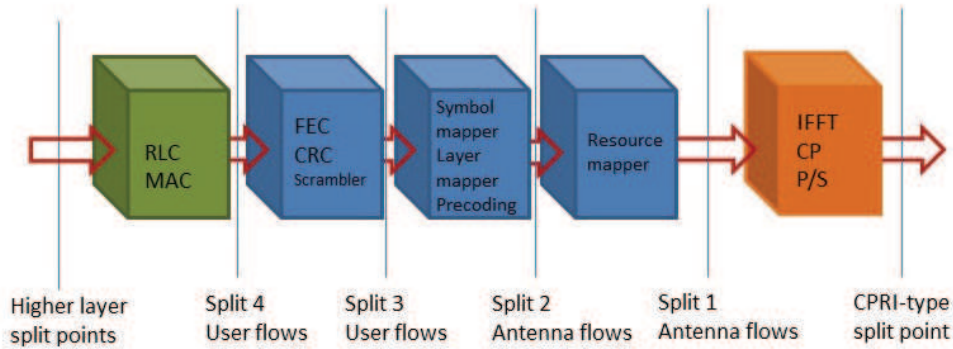 RLC
MAC
FEC
CRC
Scrambler
Symbol
mapper
Layer
mapper
Precoding
Resource
mapper
IFFT
CP
P/S
Higher layer
split points
Split 4
User flows
Split 3
User flows
Split 2
Antenna flows
Split 1
Antenna flows
CPRI-type
split point